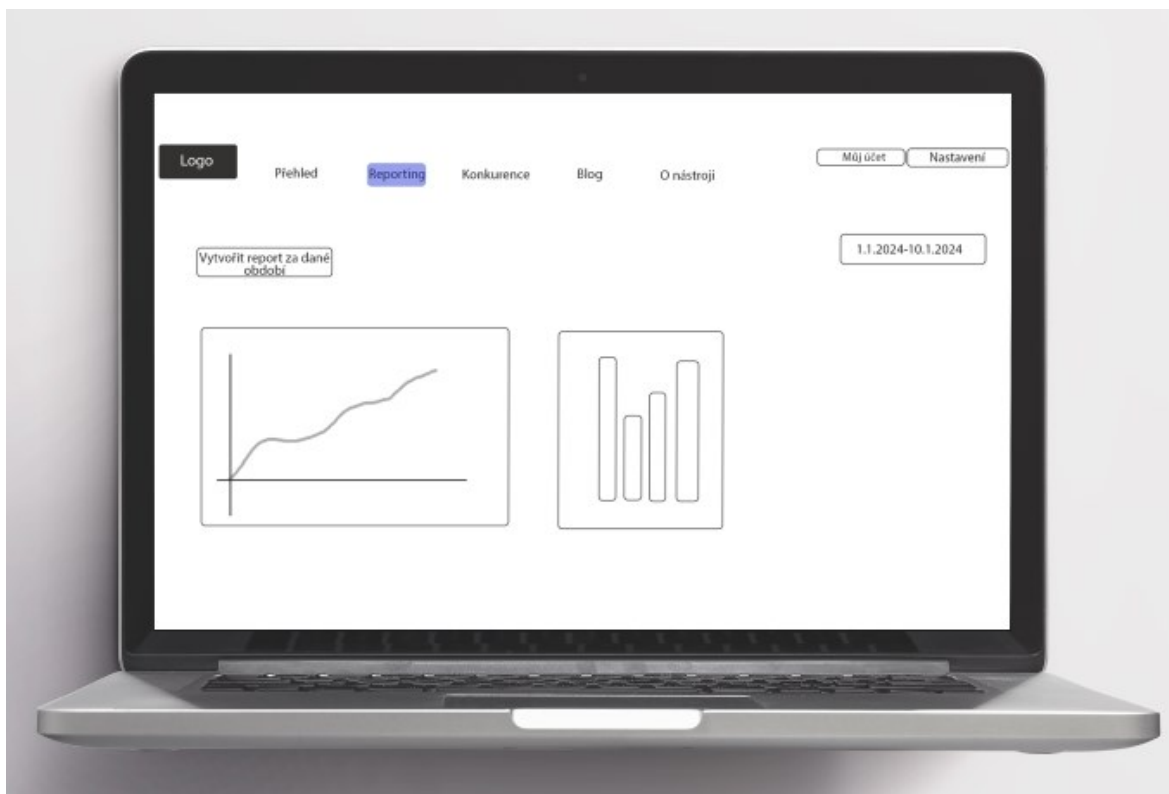 Logo
Přehled
Reporting
Konkurence
Blog
O nástroji
Můj účet
Nastavení
Vytvořit report za dané
období
1.1.2024-10.1.2024